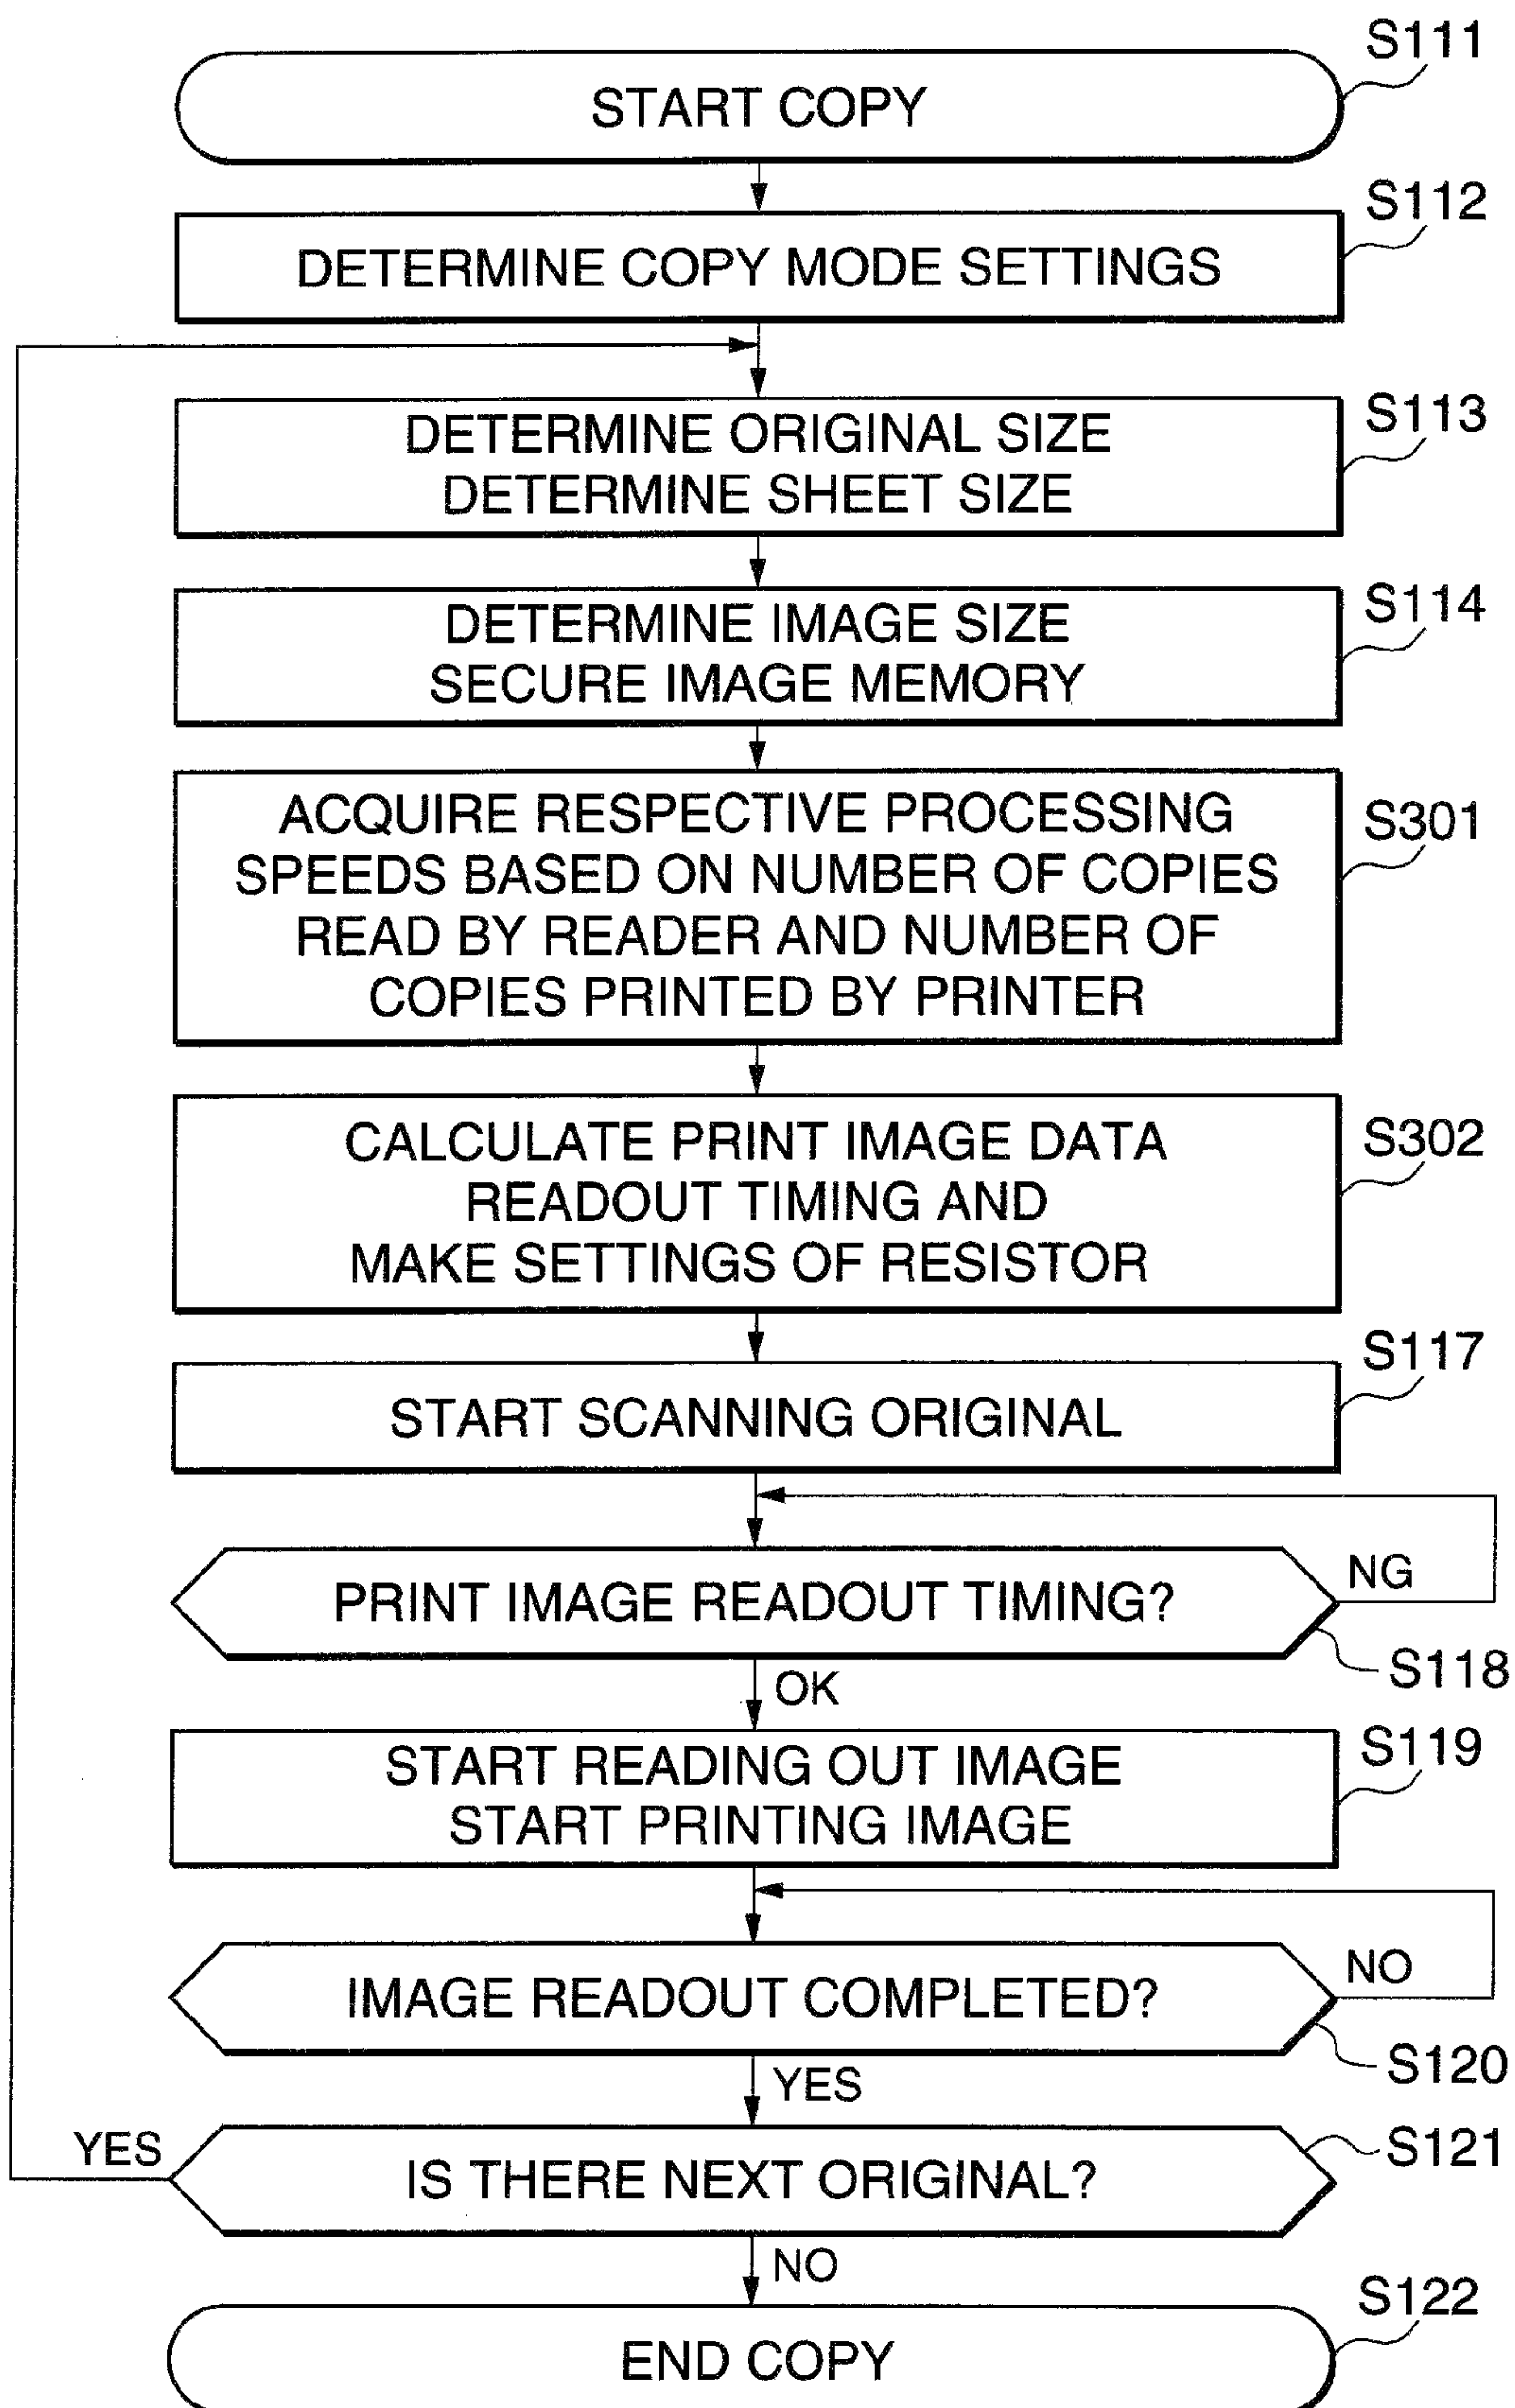 S111
START COPY
S112
DETERMINE COPY MODE SETTINGS
S113
DETERMINE ORIGINAL SIZE
DETERMINE SHEET SIZE
S114
DETERMINE IMAGE SIZE
SECURE IMAGE MEMORY
S301
ACQUIRE RESPECTIVE PROCESSING
SPEEDS BASED ON NUMBER OF COPIES
READ BY READER AND NUMBER OF
COPIES PRINTED BY PRINTER
S302
CALCULATE PRINT IMAGE DATA
READOUT TIMING AND
MAKE SETTINGS OF RESISTOR
S117
START SCANNING ORIGINAL
PRINT IMAGE READOUT TIMING?
NG
S118
OK
S119
START READING OUT IMAGE
START PRINTING IMAGE
IMAGE READOUT COMPLETED?
NO
S120
YES
YES
IS THERE NEXT ORIGINAL?
S121
NO
S122
END COPY